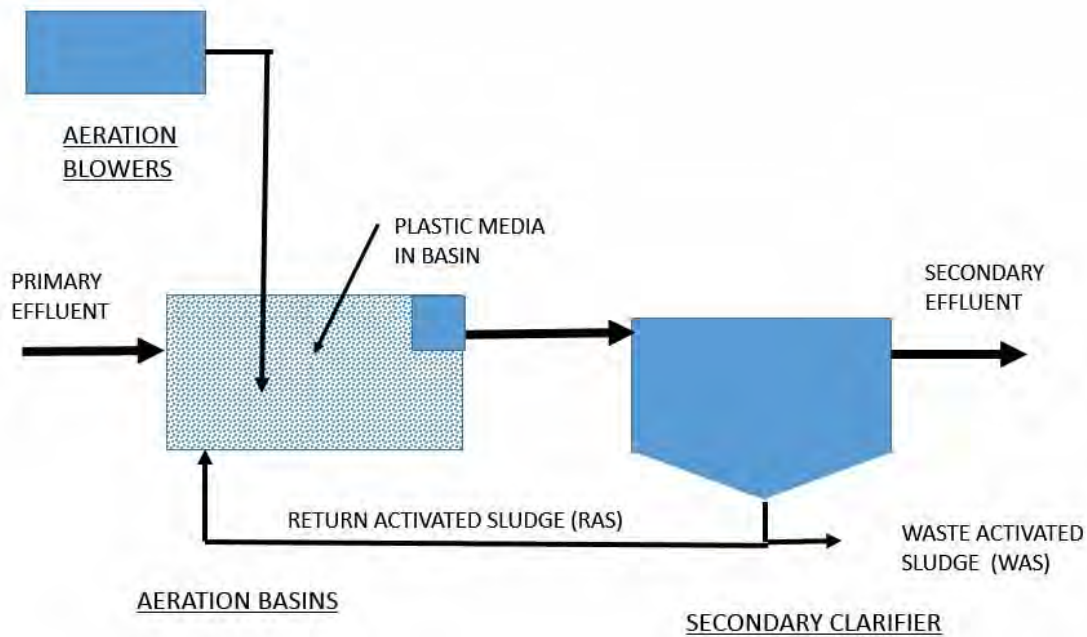 AERATION
BLOWERS
PLASTIC MEDIA
IN BASIN
PRIMARY
EFFLUENT
SECONDARY
EFFLUENT
RETURN ACTIVATED SLUDGE (RAS)
WASTE ACTIVATED
SLUDGE (WAS)
AERATION BASINS
SECONDARY CLARIFIER